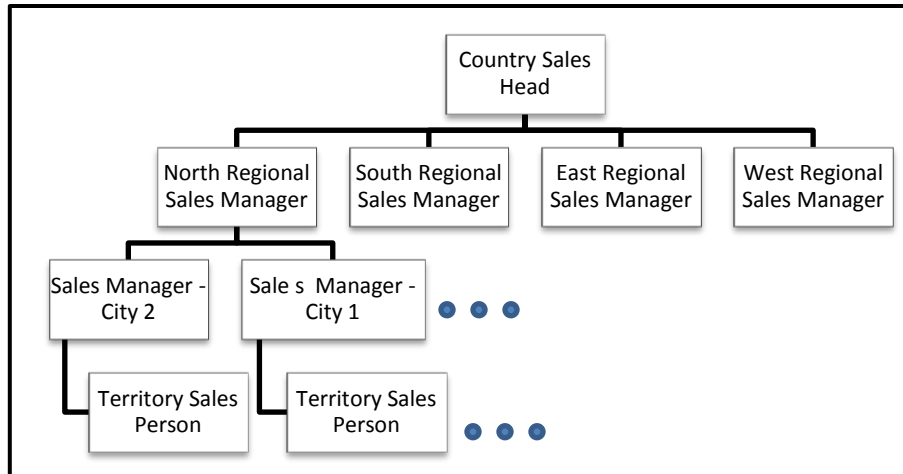 Country Sales
Head
North Regional
Sales Manager
South Regional
Sales Manager
East Regional
Sales Manager
West Regional
Sales Manager
Sales Manager -
City 2
Sale s  Manager -
City 1
Territory Sales
Person
Territory Sales
Person